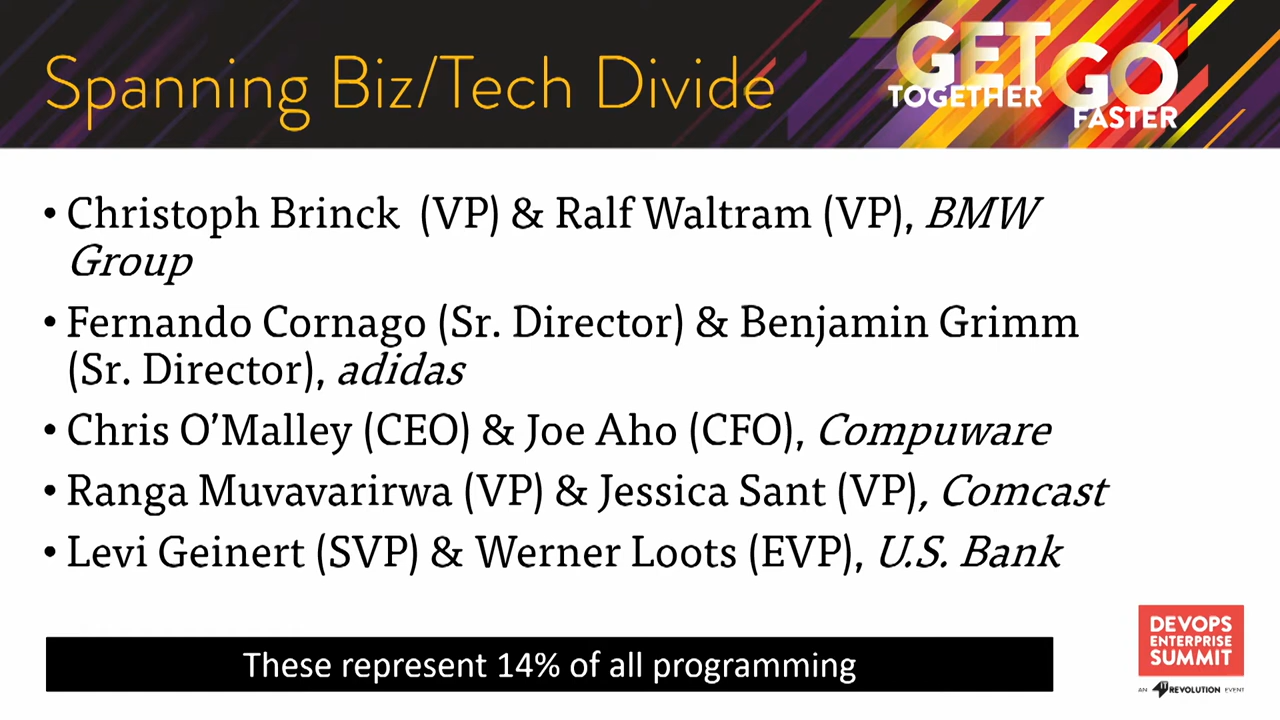 Spanning Biz/Tech Divide
GET
TOGETHER
GO
FASTER
• Christoph Brinck (VP) & Ralf Waltram (VP), BMW
Group
• Fernando Cornago (Sr. Director) & Benjamin Grimm
(Sr. Director), adidas
• Chris O’Malley (CEO) & Joe Aho (CFO), Compuware
• Ranga Muvavarirwa (VP) & Jessica Sant (VP), Comcast
• Levi Geinert (SVP) & Werner Loots (EVP), U.S. Bank
These represent 14% of all programming
DEVOPS
ENTERPRISE
SUMMIT
AN IT REVOLUTION EVENT